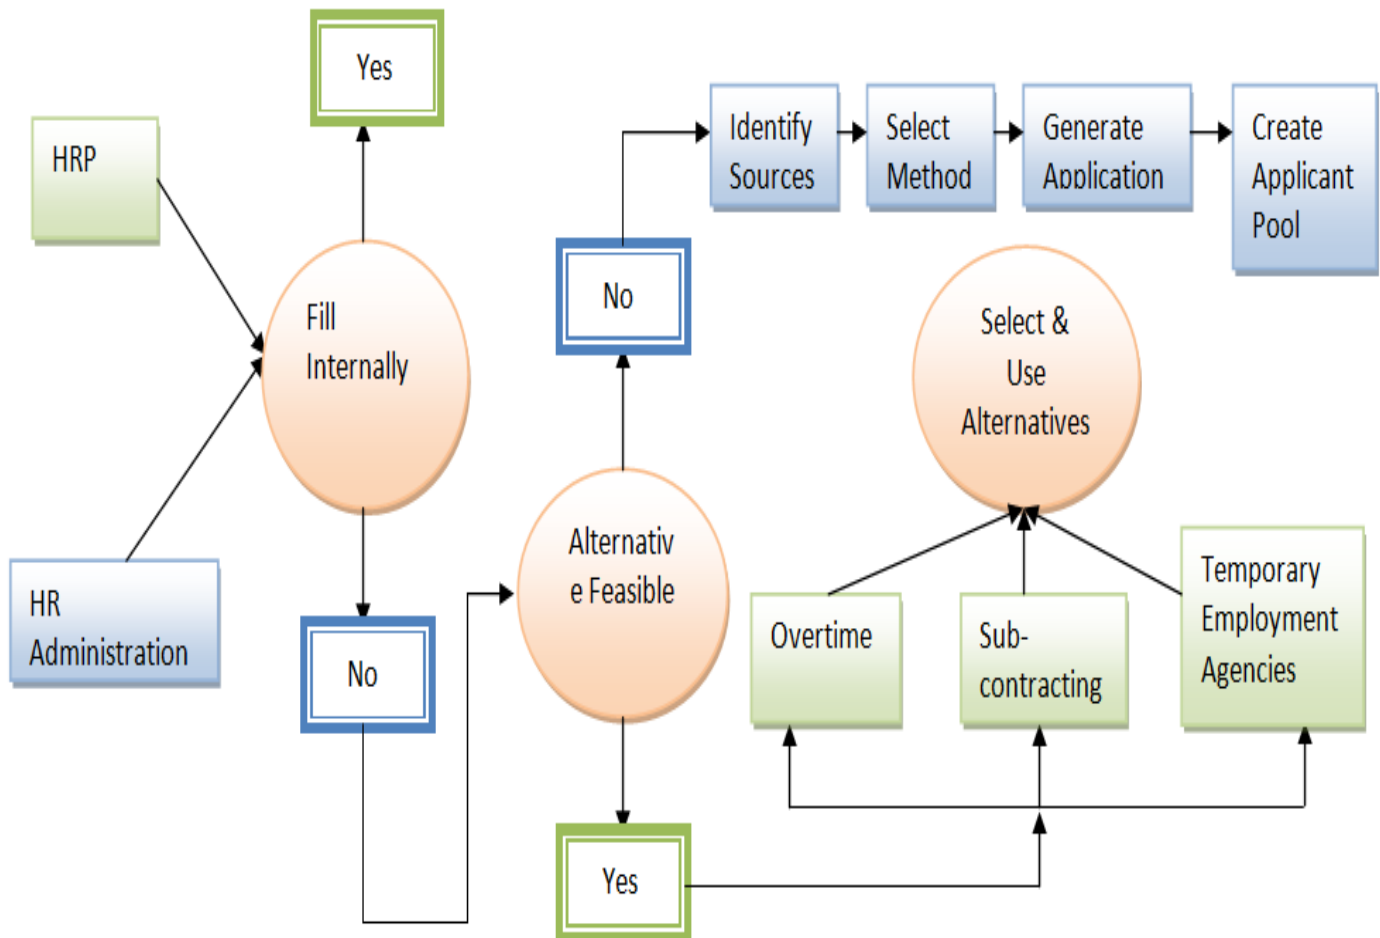 Yes
HRP
Fill
Internally
HR
Administration
No
No
Identify
Sources
Select
Method
Generate
Application
Create
Applicant
Pool
Alternativ
e Feasible
Yes
Select &
Use
Alternatives
Overtime
Sub-
contracting
Temporary
Employment
Agencies